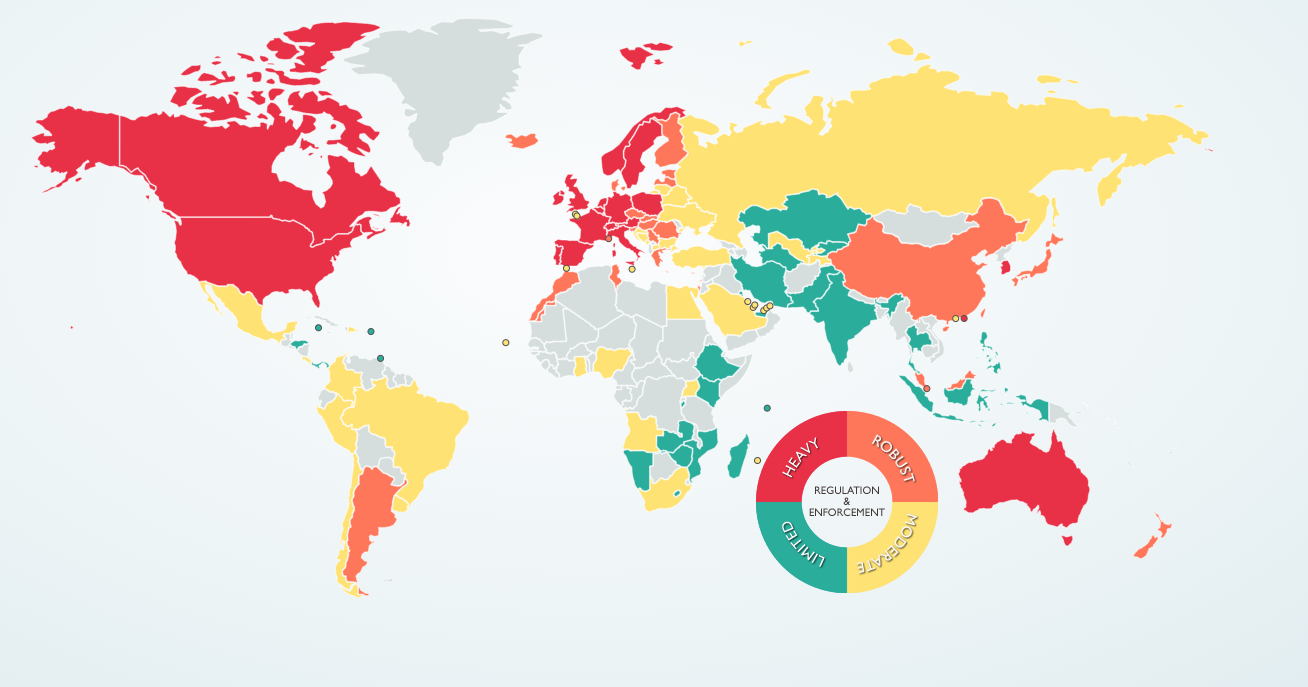 HEAVY
ROBUST
REGULATION
&
ENFORCEMENT
LIMITED
MODERATE